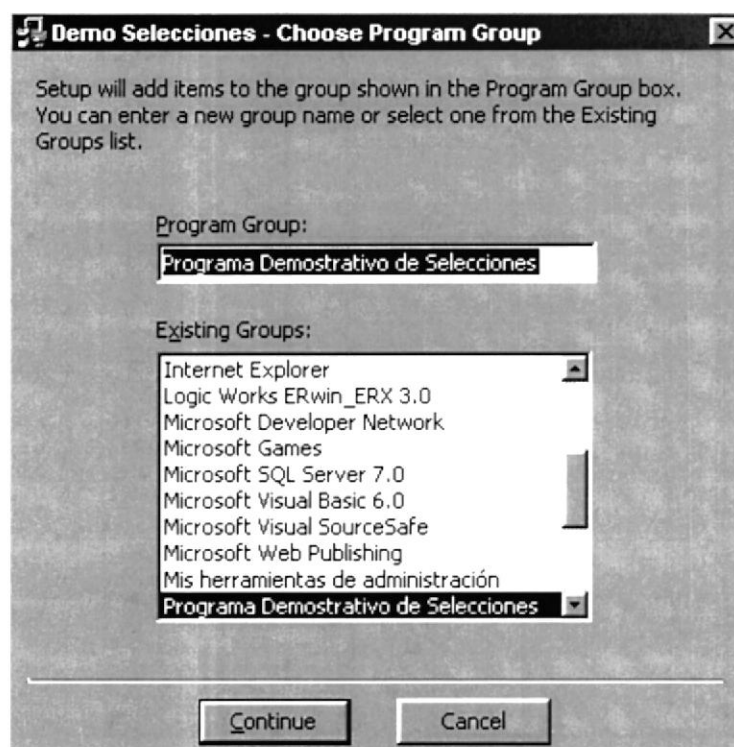 Demo Selecciones - Choose Program Group
Setup will add items to the group shown in the Program Group box.
You can enter a new group name or select one from the Existing
Groups list.
Program Group:
Programa Demostrativo de Selecciones
Existing Groups:
Internet Explorer
Logic Works ERwin_ERX 3.0
Microsoft Developer Network
Microsoft Games
Microsoft SQL Server 7.0
Microsoft Visual Basic 6.0
Microsoft Visual SourceSafe
Microsoft Web Publishing
Mis herramientas de administración
Programa Demostrativo de Selecciones
Continue
Cancel